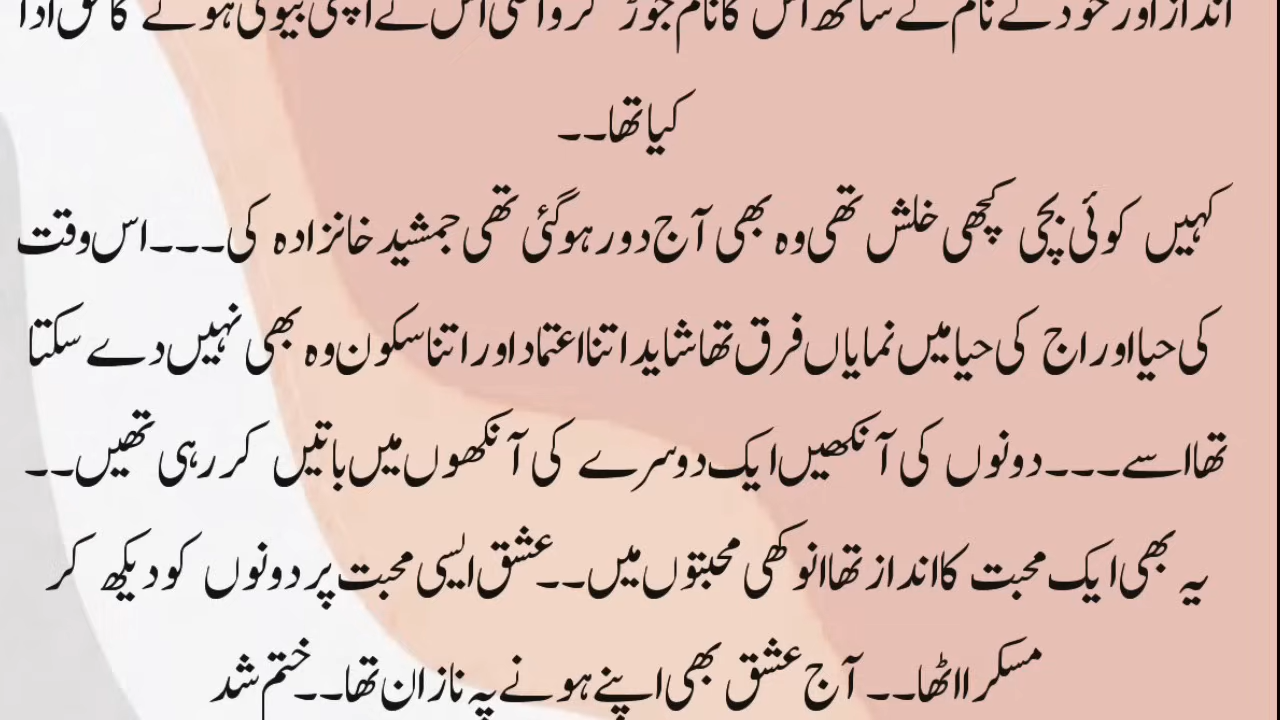 انداز اور خود کے نام کے ساتھ اس کا نام جوڑ کر واقعی اس نے اپنی بیوی ہونے کا حق ادا
کیا تھا۔۔
کہیں کوئی بچی کچھی خلش تھی وہ بھی آج دور ہوگئی تھی جمشید خانزادہ کی۔۔۔اس وقت
کی حیا اور اج کی حیا میں نمایاں فرق تھا شاید اتنا اعتماد اور اتنا سکون وہ بھی نہیں دے سکتا
تھا اسے۔۔۔دونوں کی آنکھیں ایک دوسرے کی آنکھوں میں باتیں کر رہی تھیں۔۔
یہ بھی ایک محبت کا انداز تھا انوکھی محبتوں میں۔۔عشق ایسی محبت پر دونوں کو دیکھ کر
مسکرا اٹھا۔۔ آج عشق بھی اپنے ہونے پہ نازان تھا۔۔ختم شد